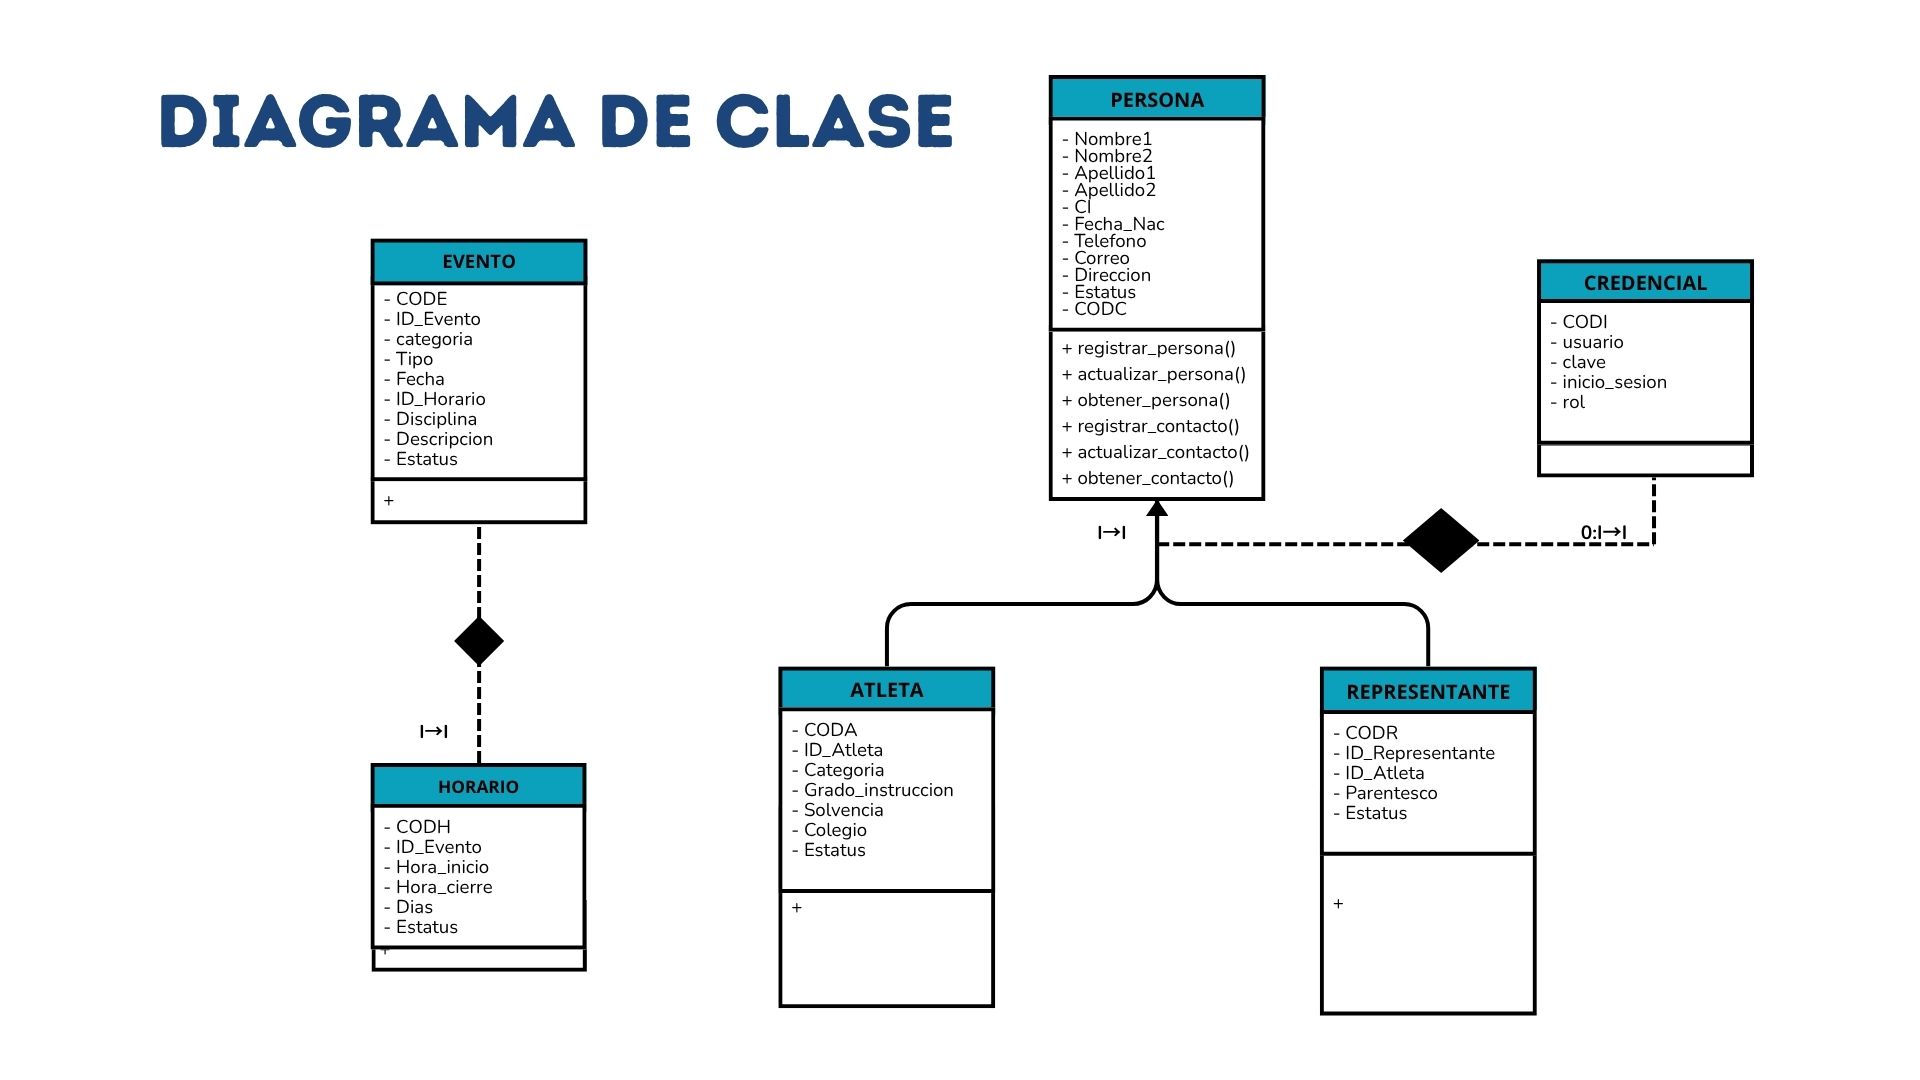 DIAGRAMA DE CLASE
PERSONA
- Nombre1
- Nombre2
- Apellido1
- Apellido2
- CI
- Fecha_Nac
- Telefono
- Correo
- Direccion
- Estatus
- CODC
+ registrar_persona()
+ actualizar_persona()
+ obtener_persona()
+ registrar_contacto()
+ actualizar_contacto()
+ obtener_contacto()
EVENTO
- CODE
- ID_Evento
- categoria
- Tipo
- Fecha
- ID_Horario
- Disciplina
- Descripcion
- Estatus
+
CREDENCIAL
- CODI
- usuario
- clave
- inicio_sesion
- rol
I→I
0:I→I
I→I
HORARIO
- CODH
- ID_Evento
- Hora_inicio
- Hora_cierre
- Dias
- Estatus
+
ATLETA
- CODA
- ID_Atleta
- Categoria
- Grado_instruccion
- Solvencia
- Colegio
- Estatus
+
REPRESENTANTE
- CODR
- ID_Representante
- ID_Atleta
- Parentesco
- Estatus
+